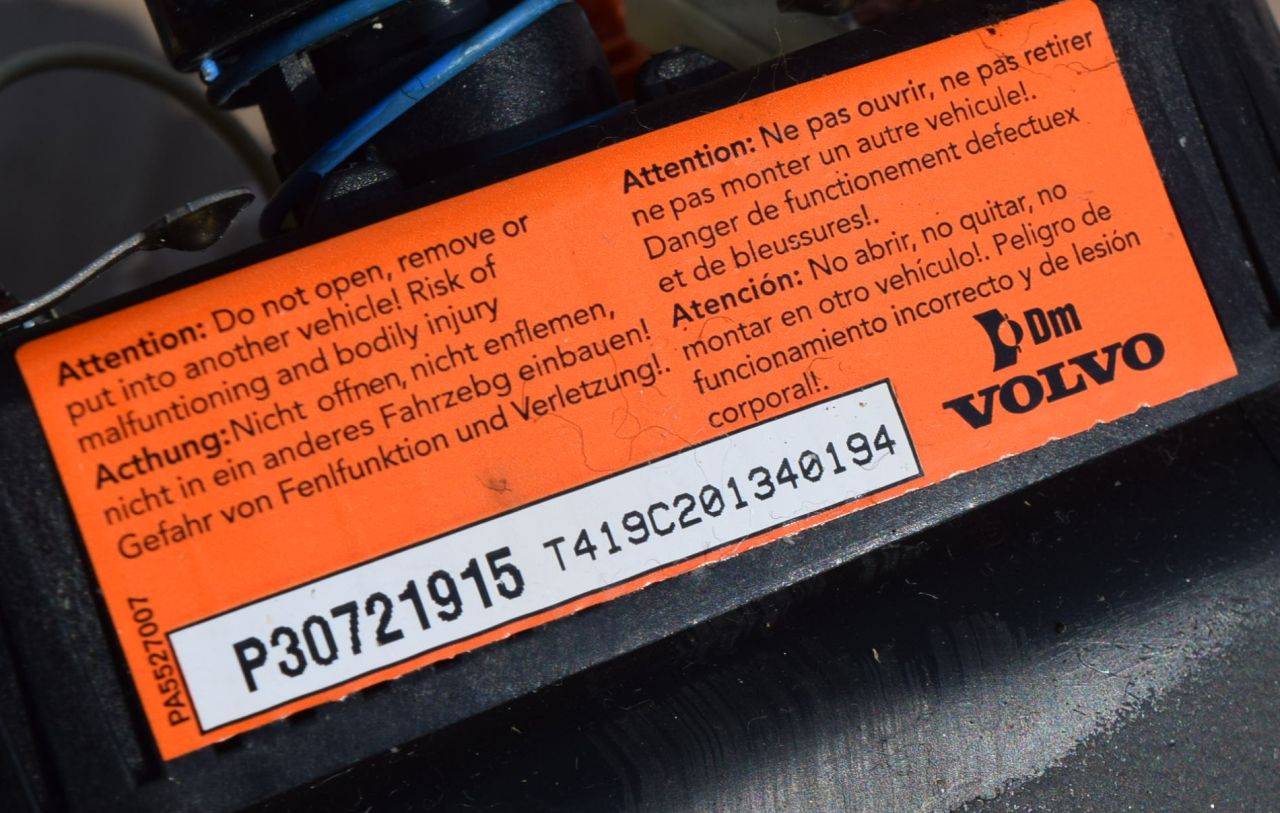 Attention: Do not open, remove or
put into another vehicle! Risk of
malfuntioning and bodily injury
Acthung:Nicht offnen, nicht enflemen,
nicht in ein anderes Fahrzebg einbauen!
Gefahr von Fenlfunktion und Verletzung!.
Attention: Ne pas ouvrir, ne pas retirer
ne pas monter un autre vehicule!.
Danger de functionement defectuex
et de bleussures!.
Atención: No abrir, no quitar, no
montar en otro vehículo!. Peligro de
funcionamiento incorrecto y de lesión
corporal!.
Dm
VOLVO
PA5527007
P30721915 T419C201340194